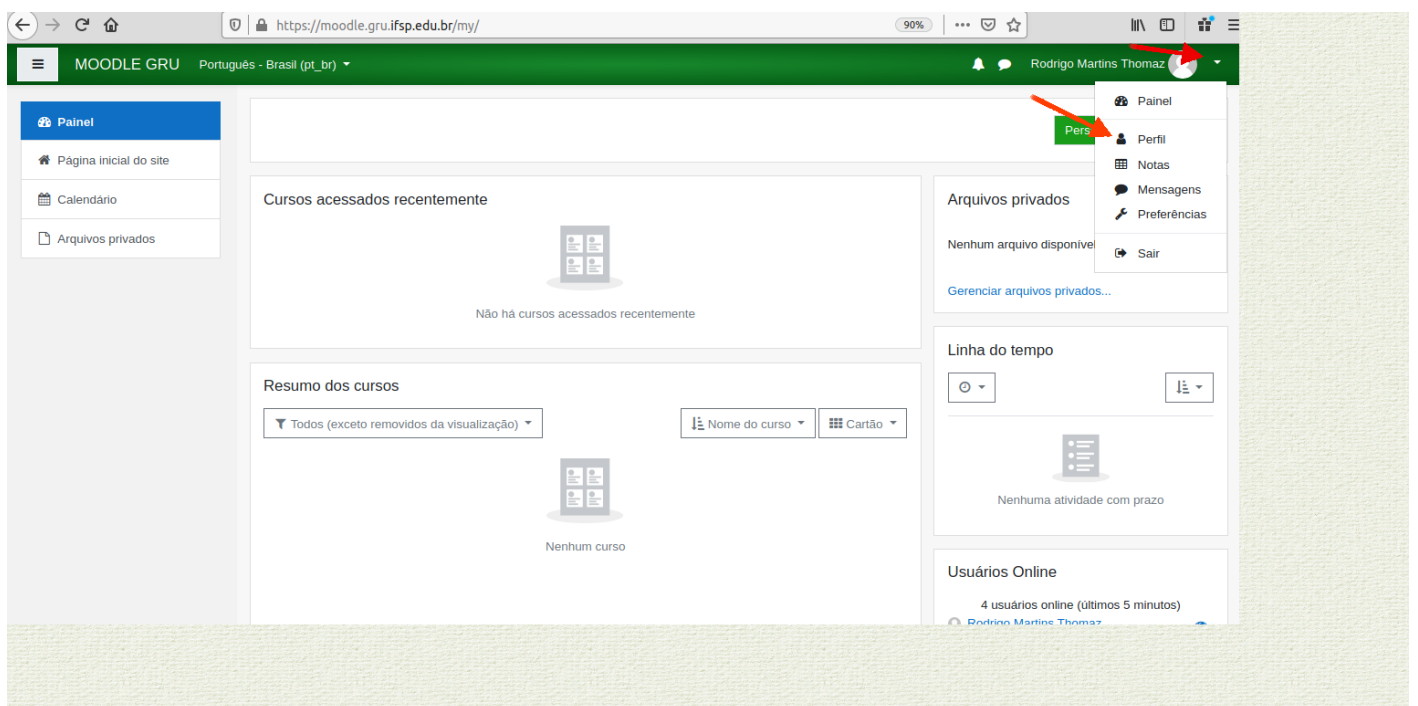 https://moodle.gru.ifsp.edu.br/my/ 90%
MOODLE GRU Português - Brasil (pt_br) Rodrigo Martins Thomaz
Painel
Página inicial do site
Calendário
Arquivos privados
Painel
Perfil
Notas
Mensagens
Preferências
Sair
Cursos acessados recentemente
Não há cursos acessados recentemente
Resumo dos cursos
Todos (exceto removidos da visualização) Nome do curso Cartão
Nenhum curso
Arquivos privados
Nenhum arquivo
Gerenciar arquivos privados...
Linha do tempo
Nenhuma atividade com prazo
Usuários Online
4 usuários online (últimos 5 minutos)
Rodrigo Martins Thomaz